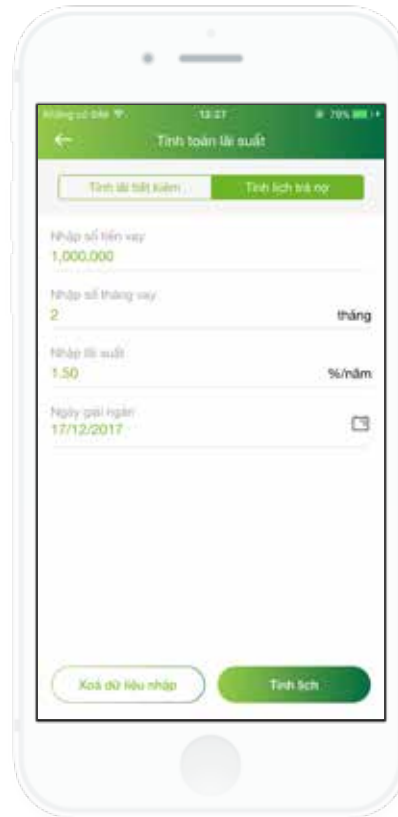 12:27 78%
Tính toán lãi suất
Tính lãi tiết kiệm Tính lịch trả nợ
Nhập số tiền vay
1,000,000
Nhập số tháng vay
2 tháng
Nhập lãi suất
1.50 %/năm
Ngày giải ngân
17/12/2017
Xoá dữ liệu nhập Tính lịch